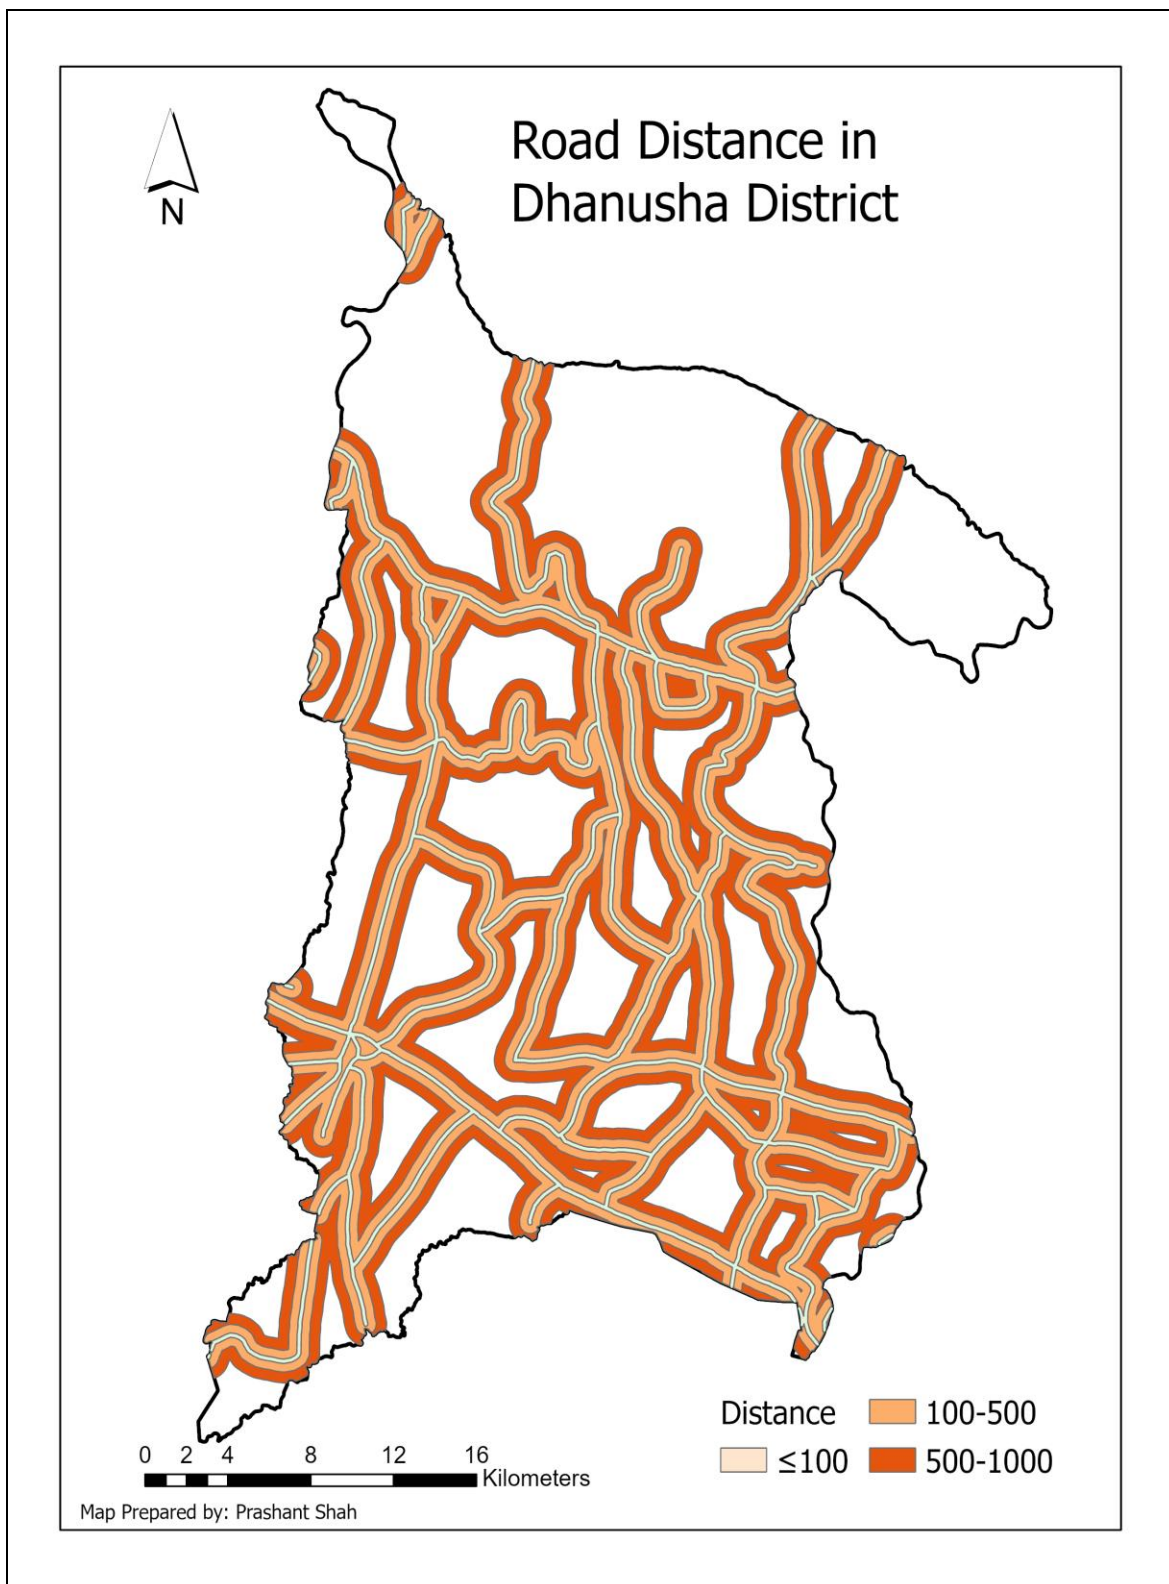 Road Distance in
Dhanusha District
N
Distance
100-500
≤100
500-1000
0 2 4 8 12 16
Kilometers
Map Prepared by: Prashant Shah